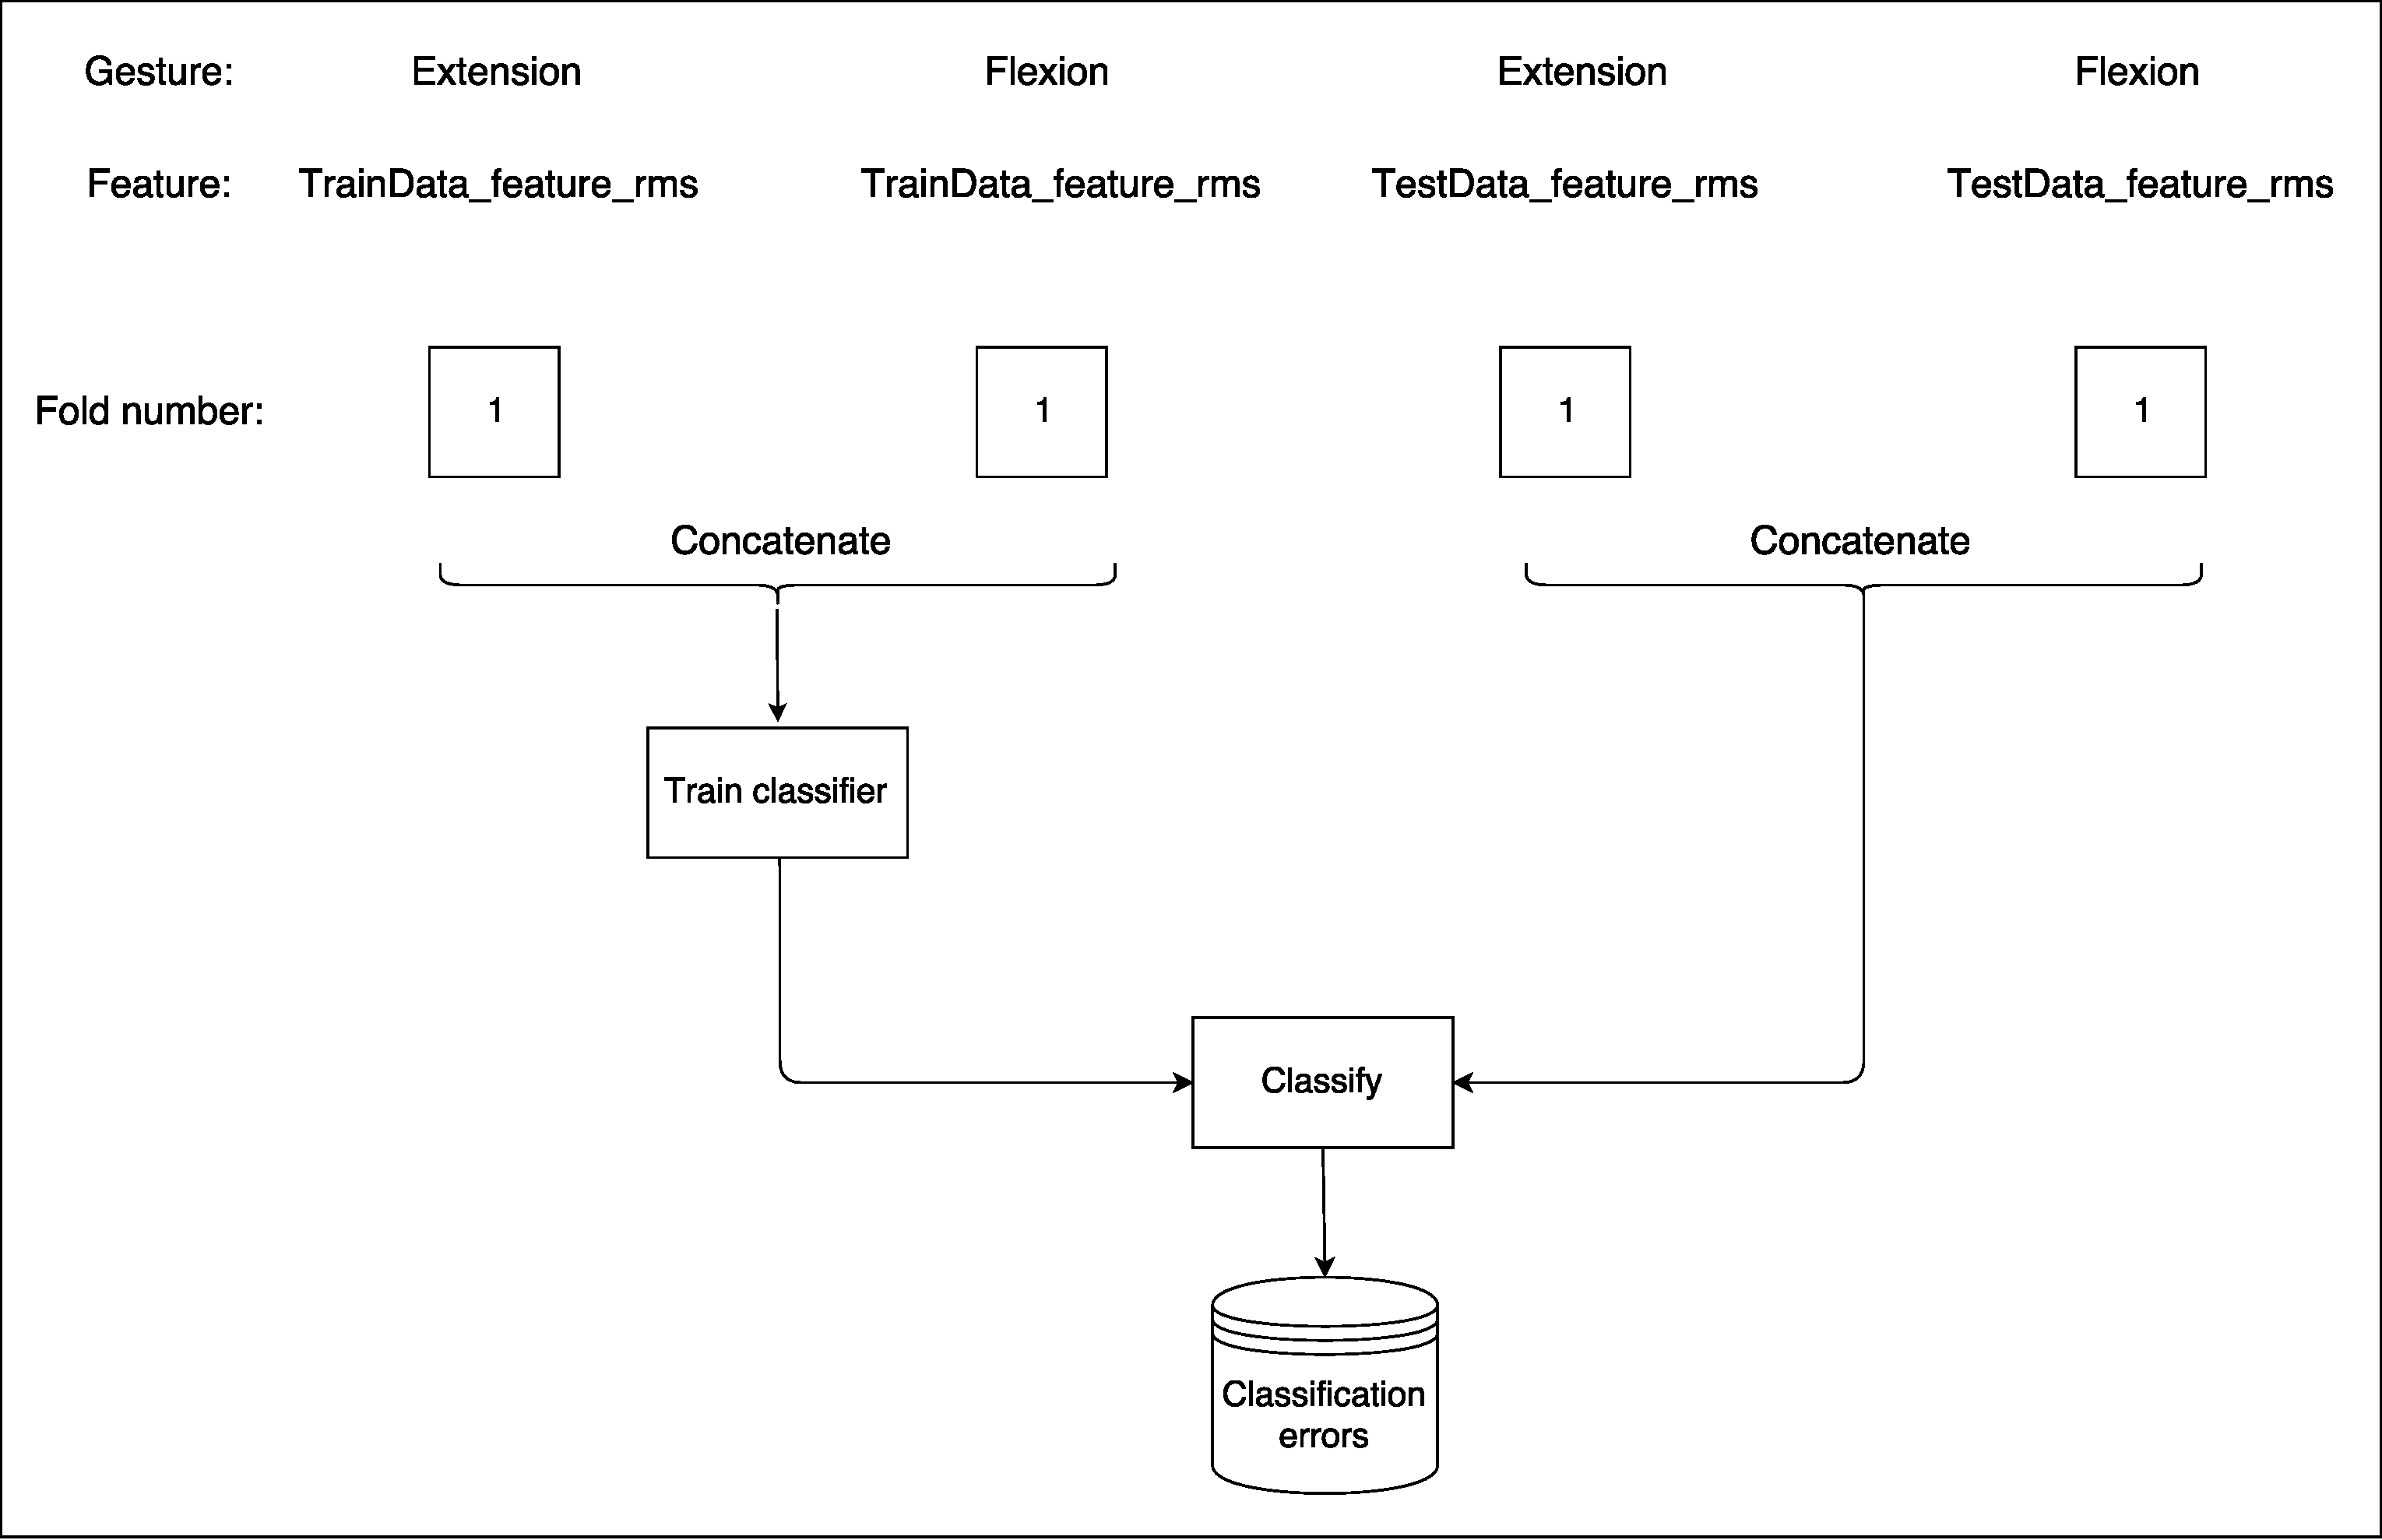 Gesture: Extension Flexion Extension Flexion
Feature: TrainData_feature_rms TrainData_feature_rms TestData_feature_rms TestData_feature_rms
Fold number: 1 1 1 1
Concatenate Concatenate
Train classifier
Classify
Classification
errors